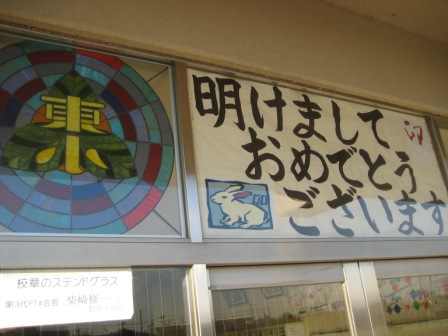 東
明けまして
おめでとう
ございます
卯
校章のステンドグラス
第3代PTA会長 柴崎修一